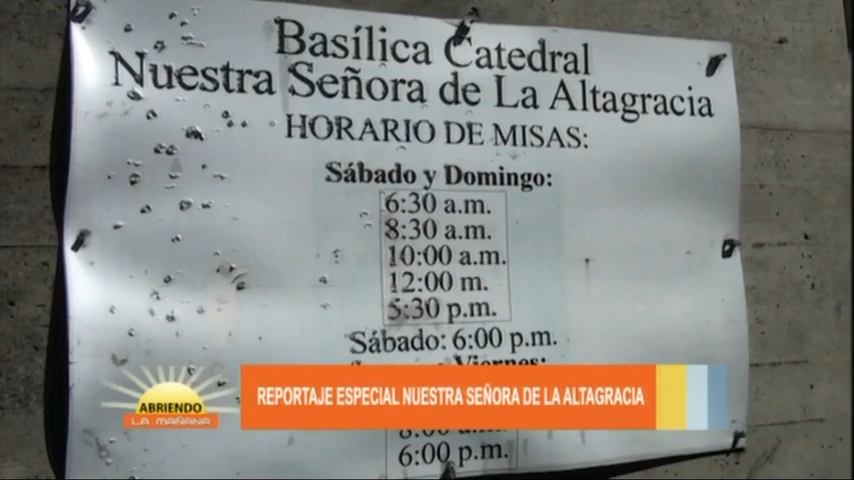 Basílica Catedral
Nuestra Señora de La Altagracia
HORARIO DE MISAS:
Sábado y Domingo:
6:30 a.m.
8:30 a.m.
10:00 a.m.
12:00 m.
5:30 p.m.
Sábado: 6:00 p.m.
Viernes:
REPORTAJE ESPECIAL NUESTRA SEÑORA DE LA ALTAGRACIA
ABRIENDO
LA MAÑANA
6:00 p.m.